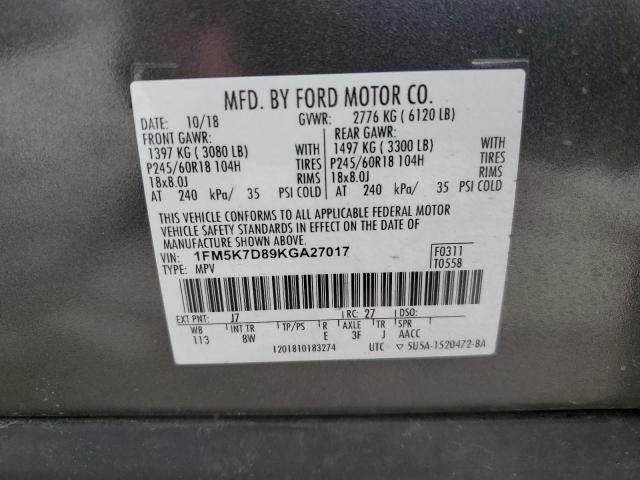 MFD. BY FORD MOTOR CO.
DATE: 10/18 GVWR: 2776 KG ( 6120 LB)
FRONT GAWR: REAR GAWR:
1397 KG ( 3080 LB) WITH 1497 KG ( 3300 LB) WITH
P245/60R18 104H TIRES P245/60R18 104H TIRES
18x8.0J RIMS 18x8.0J RIMS
AT 240 kPa/ 35 PSI COLD AT 240 kPa/ 35 PSI COLD
THIS VEHICLE CONFORMS TO ALL APPLICABLE FEDERAL MOTOR
VEHICLE SAFETY STANDARDS IN EFFECT ON THE DATE OF
MANUFACTURE SHOWN ABOVE.
VIN: 1FM5K7D89KGA27017 F0311
TYPE: MPV T0558
EXT PNT: J7 RC: 27 DSO:
WB INT TR TP/PS R AXLE TR SPR
113 8W E 3F J AACC
1201810183274 UTC ▽ 5U5A-1520472-BA